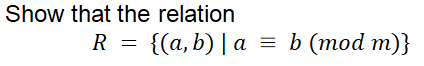 Show that the relation
R = {(a, b) | a ≡ b (mod m)}